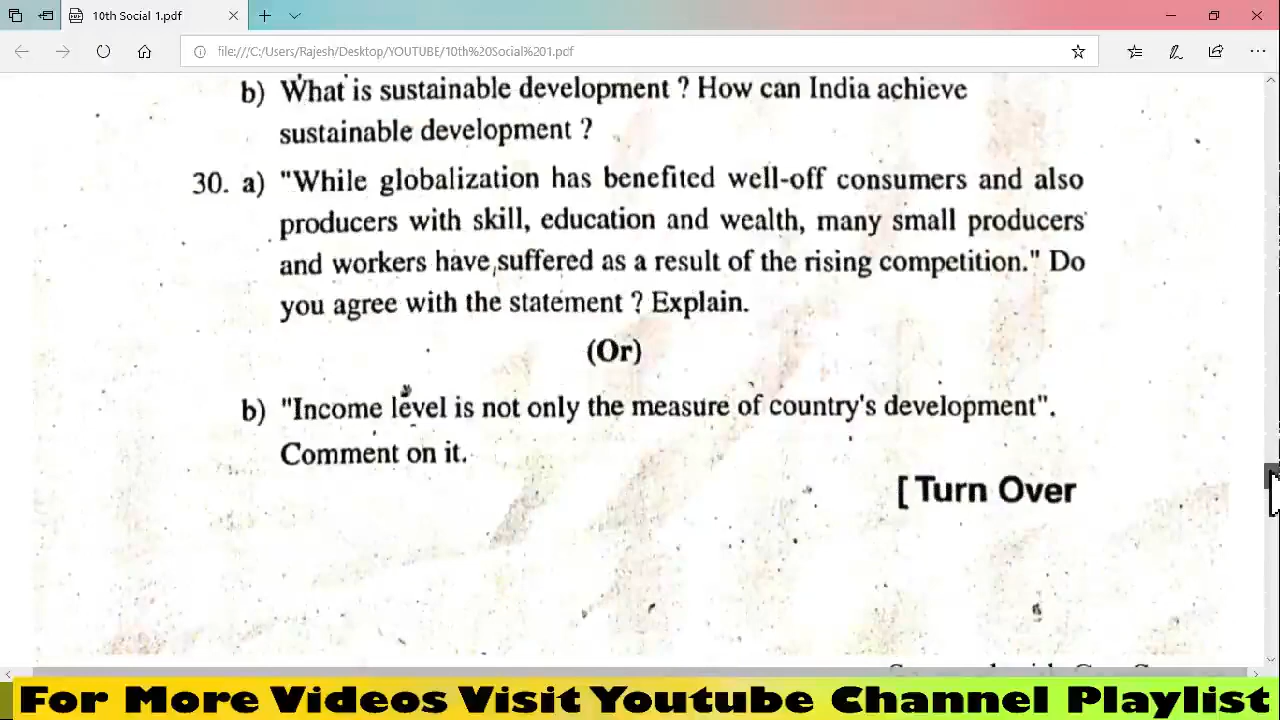 10th Social 1.pdf
file:///C:/Users/Rajesh/Desktop/YOUTUBE/10th%20Social%201.pdf
b) What is sustainable development ? How can India achieve
sustainable development ?
30. a) "While globalization has benefited well-off consumers and also
producers with skill, education and wealth, many small producers
and workers have suffered as a result of the rising competition." Do
you agree with the statement ? Explain.
(Or)
b) "Income level is not only the measure of country's development".
Comment on it.
[ Turn Over
For More Videos Visit Youtube Channel Playlist